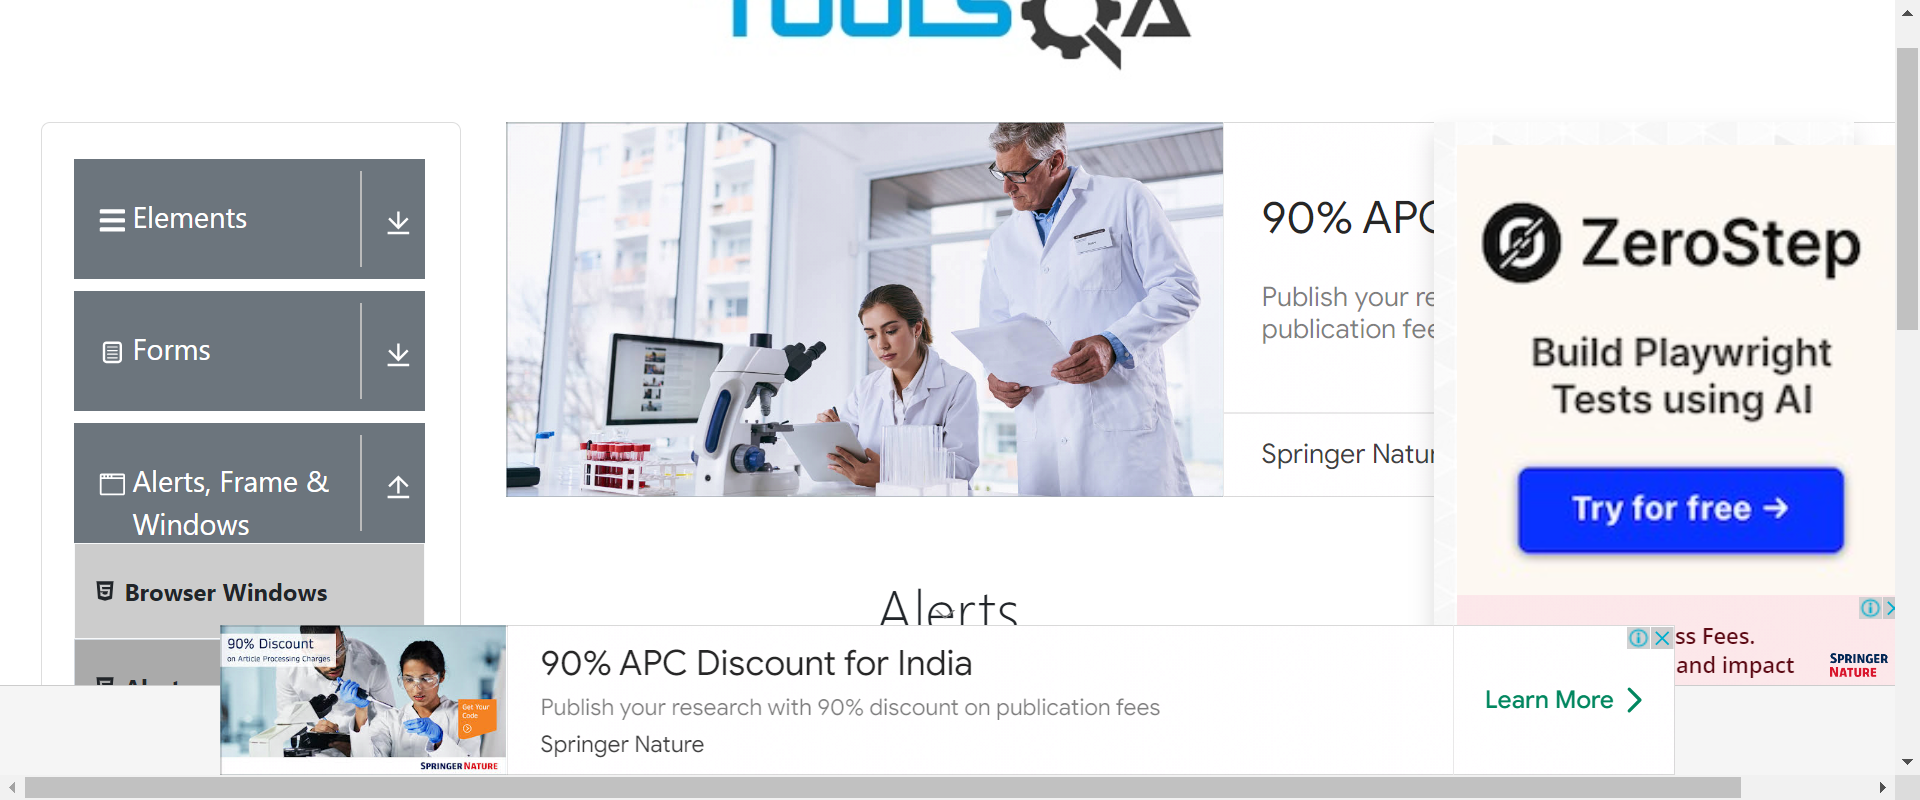 TOOLSQA
Elements
Forms
Alerts, Frame &
Windows
Browser Windows
90% APC
Publish your re
publication fee
Springer Natur
ZeroStep
Build Playwright
Tests using AI
Try for free →
Alerts
ss Fees.
and impact
SPRINGER
NATURE
90% Discount
on Article Processing Charges
Get Your
Code
SPRINGER NATURE
90% APC Discount for India
Publish your research with 90% discount on publication fees
Springer Nature
Learn More